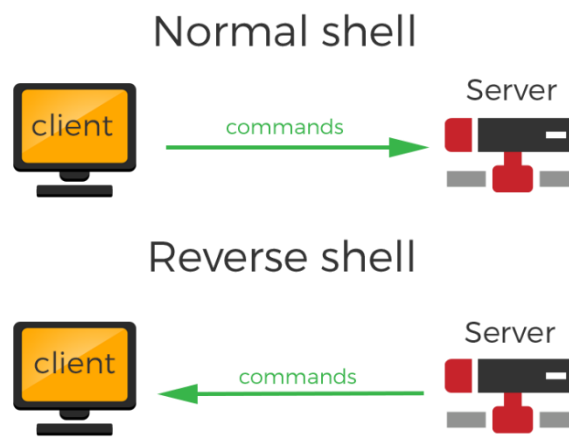 Normal shell
client
commands
Server
Reverse shell
client
commands
Server